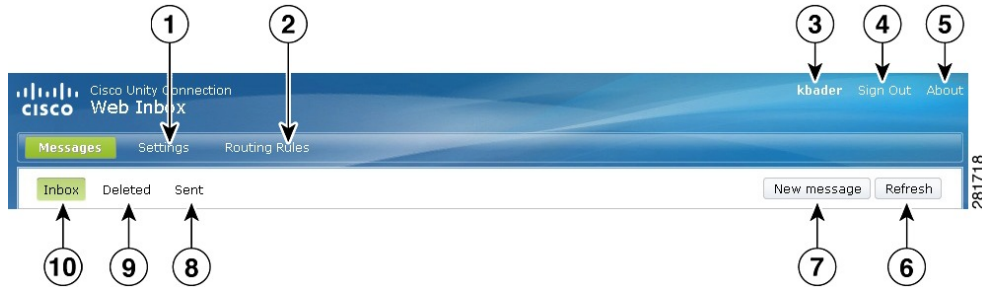 1 2 3 4 5
Cisco Unity Connection
CISCO Web Inbox
kbader Sign Out About
Messages Settings Routing Rules
Inbox Deleted Sent New message Refresh
281718
10 9 8 7 6